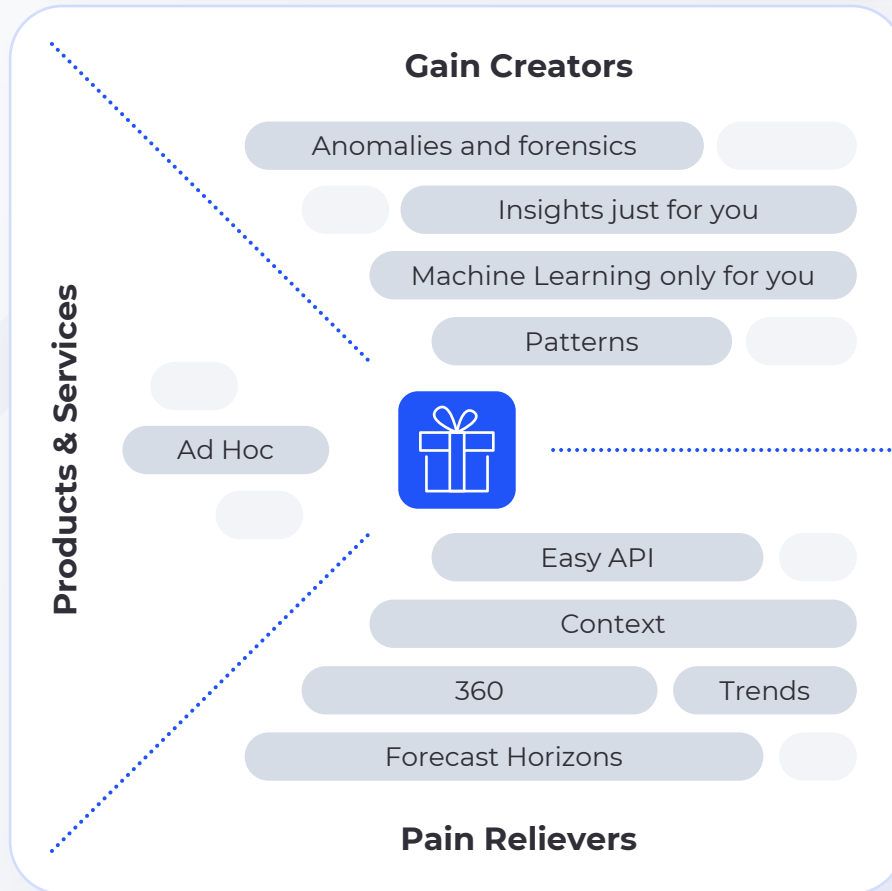 Gain Creators
Anomalies and forensics
Insights just for you
Machine Learning only for you
Patterns
Products & Services
Ad Hoc
Easy API
Context
360
Trends
Forecast Horizons
Pain Relievers